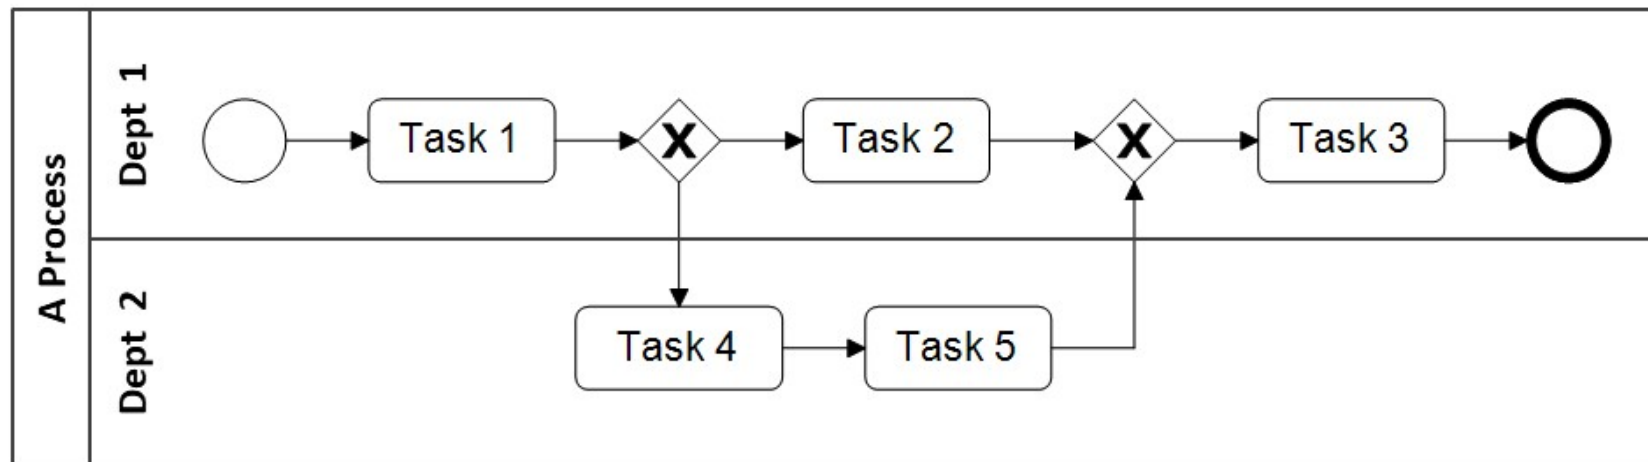 A Process
Dept 1
Task 1
X
Task 2
X
Task 3
Dept 2
Task 4
Task 5